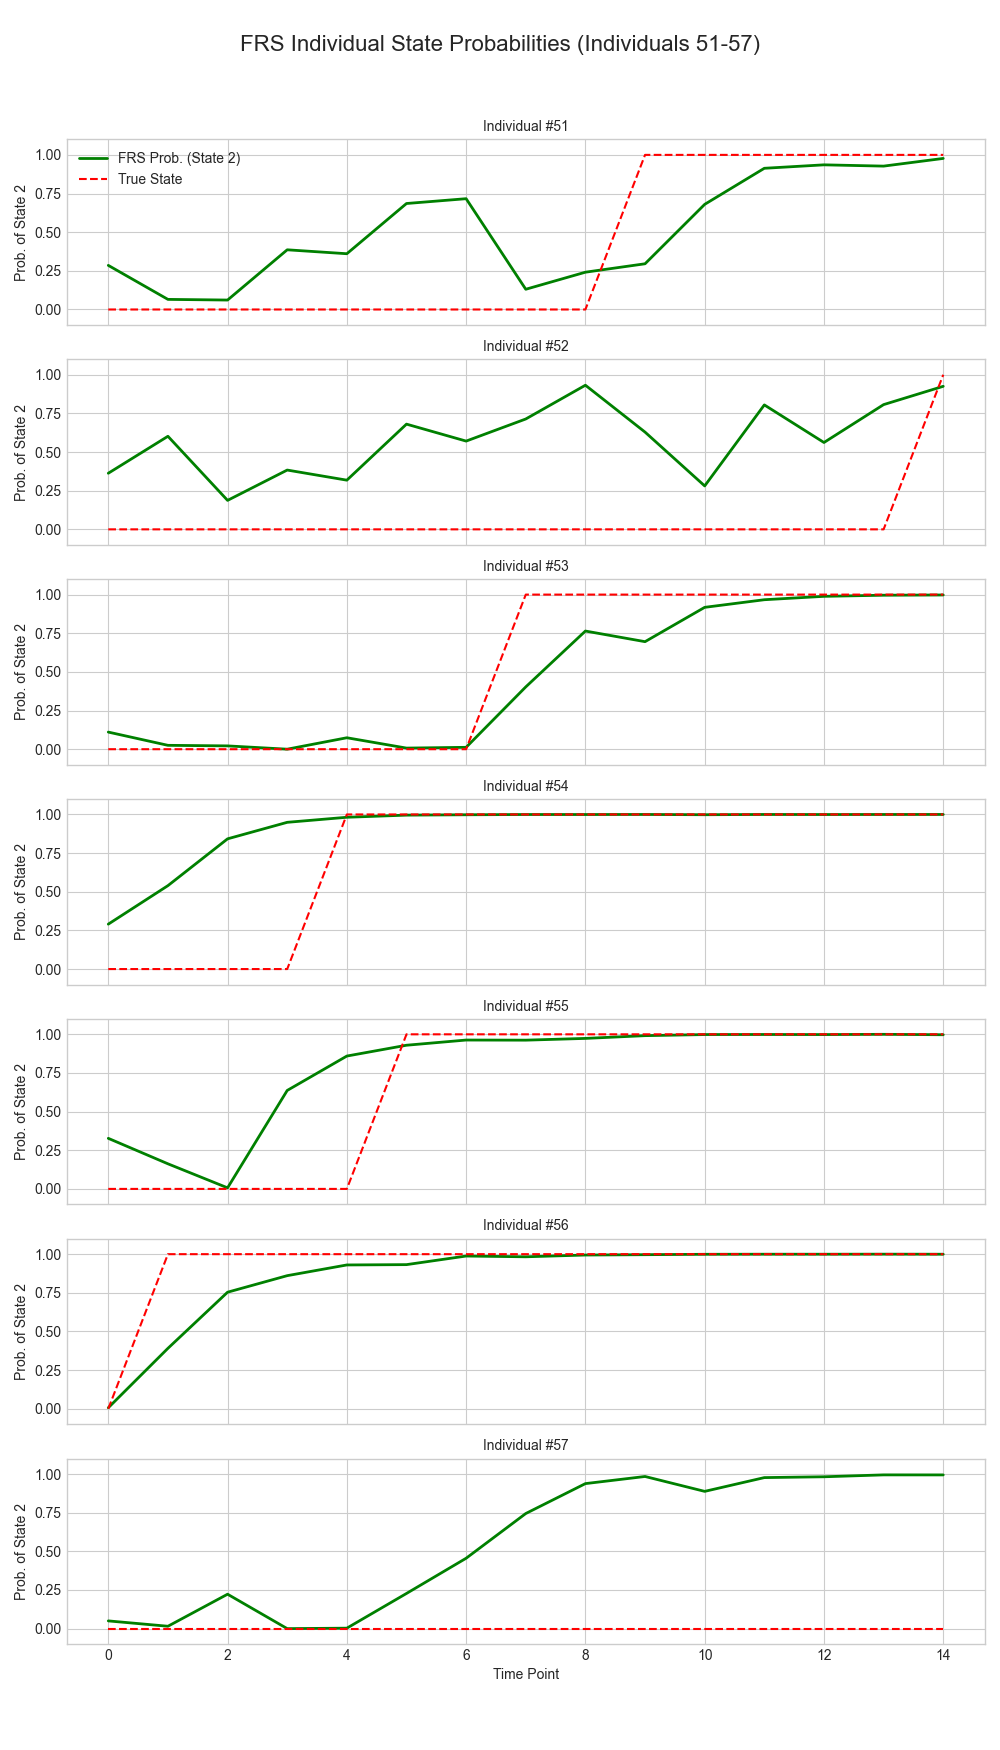 FRS Individual State Probabilities (Individuals 51-57)
Individual #51
FRS Prob. (State 2)
True State
Prob. of State 2
1.00
0.75
0.50
0.25
0.00
Individual #52
Prob. of State 2
1.00
0.75
0.50
0.25
0.00
Individual #53
Prob. of State 2
1.00
0.75
0.50
0.25
0.00
Individual #54
Prob. of State 2
1.00
0.75
0.50
0.25
0.00
Individual #55
Prob. of State 2
1.00
0.75
0.50
0.25
0.00
Individual #56
Prob. of State 2
1.00
0.75
0.50
0.25
0.00
Individual #57
Prob. of State 2
1.00
0.75
0.50
0.25
0.00
0 2 4 6 8 10 12 14
Time Point